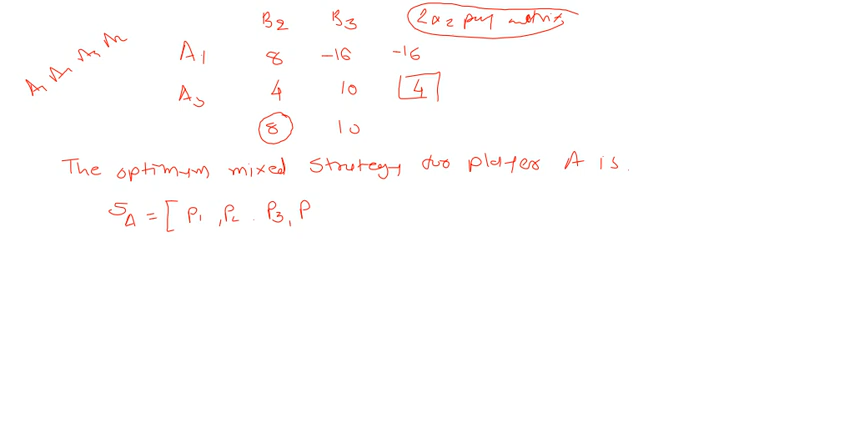 B2 B3 2x2 pay matrix
A1 8 -16 -16
A3 4 10 4
8 10
A1 A2 A3 A4
The optimum mixed Strategy for player A is.
SA = [ P1, P2. P3, P